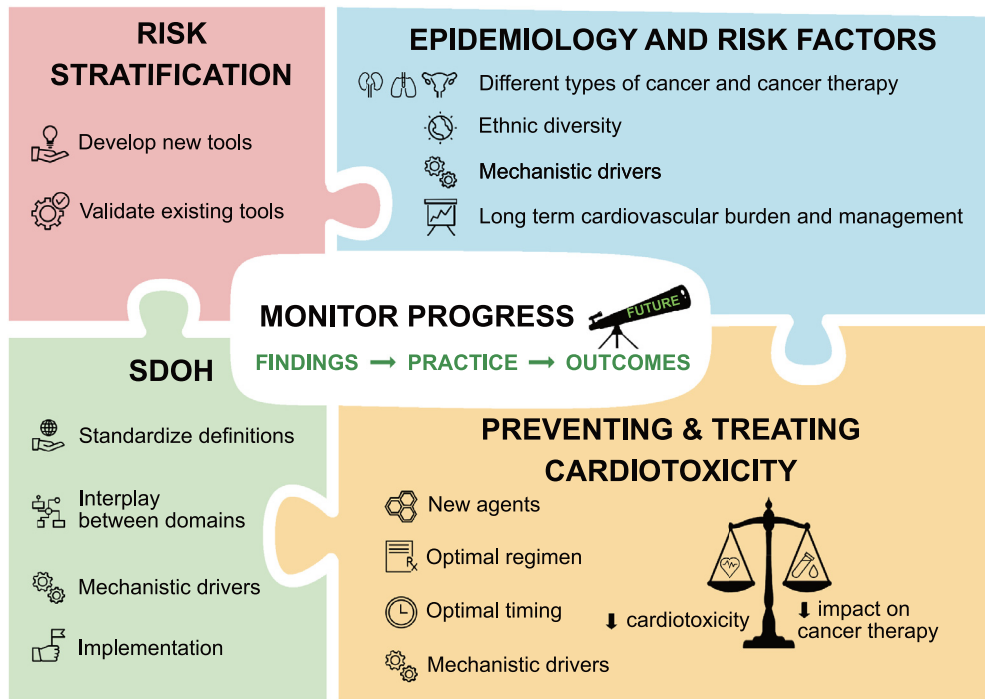 RISK
STRATIFICATION
Develop new tools
Validate existing tools
EPIDEMIOLOGY AND RISK FACTORS
Different types of cancer and cancer therapy
Ethnic diversity
Mechanistic drivers
Long term cardiovascular burden and management
MONITOR PROGRESS
FUTURE
FINDINGS → PRACTICE → OUTCOMES
SDOH
Standardize definitions
Interplay
between domains
Mechanistic drivers
Implementation
PREVENTING & TREATING
CARDIOTOXICITY
New agents
Rx
Optimal regimen
Optimal timing
Mechanistic drivers
⬇ cardiotoxicity
⬇ impact on
cancer therapy